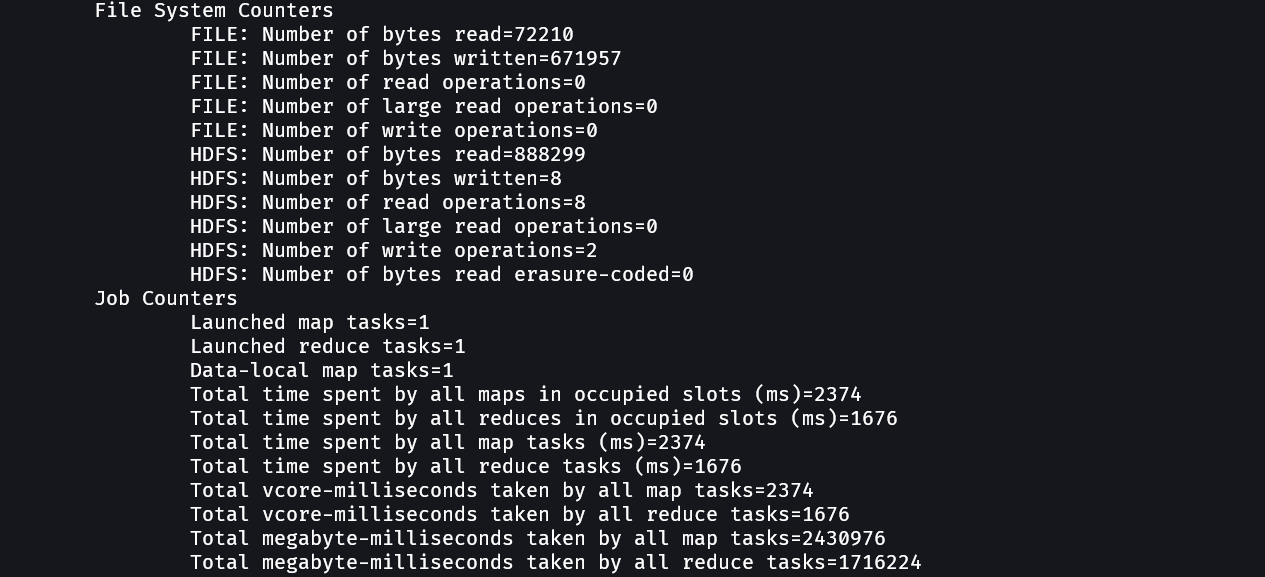 File System Counters
FILE: Number of bytes read=72210
FILE: Number of bytes written=671957
FILE: Number of read operations=0
FILE: Number of large read operations=0
FILE: Number of write operations=0
HDFS: Number of bytes read=888299
HDFS: Number of bytes written=8
HDFS: Number of read operations=8
HDFS: Number of large read operations=0
HDFS: Number of write operations=2
HDFS: Number of bytes read erasure-coded=0
Job Counters
Launched map tasks=1
Launched reduce tasks=1
Data-local map tasks=1
Total time spent by all maps in occupied slots (ms)=2374
Total time spent by all reduces in occupied slots (ms)=1676
Total time spent by all map tasks (ms)=2374
Total time spent by all reduce tasks (ms)=1676
Total vcore-milliseconds taken by all map tasks=2374
Total vcore-milliseconds taken by all reduce tasks=1676
Total megabyte-milliseconds taken by all map tasks=2430976
Total megabyte-milliseconds taken by all reduce tasks=1716224